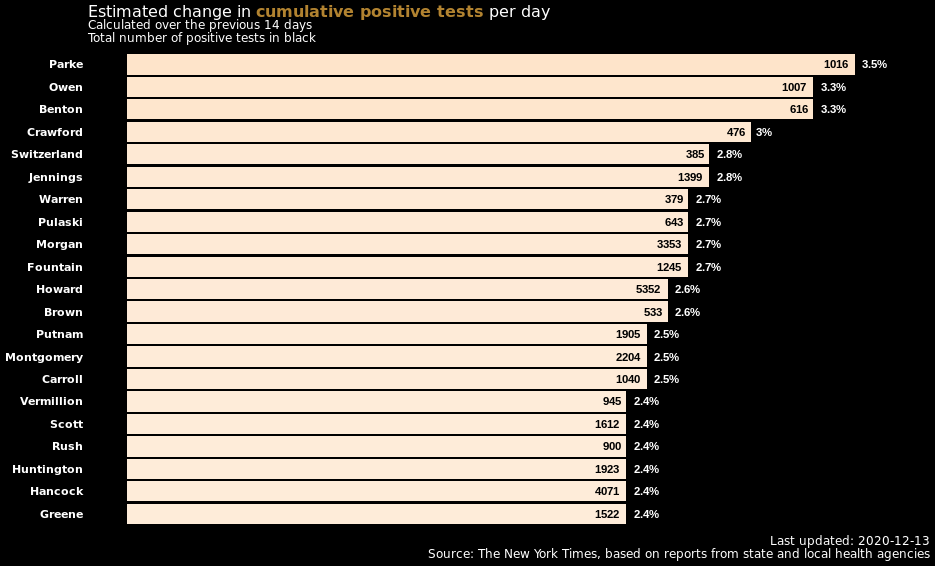 Estimated change in cumulative positive tests per day
Calculated over the previous 14 days
Total number of positive tests in black
Parke 1016 3.5%
Owen 1007 3.3%
Benton 616 3.3%
Crawford 476 3%
Switzerland 385 2.8%
Jennings 1399 2.8%
Warren 379 2.7%
Pulaski 643 2.7%
Morgan 3353 2.7%
Fountain 1245 2.7%
Howard 5352 2.6%
Brown 533 2.6%
Putnam 1905 2.5%
Montgomery 2204 2.5%
Carroll 1040 2.5%
Vermillion 945 2.4%
Scott 1612 2.4%
Rush 900 2.4%
Huntington 1923 2.4%
Hancock 4071 2.4%
Greene 1522 2.4%
Last updated: 2020-12-13
Source: The New York Times, based on reports from state and local health agencies